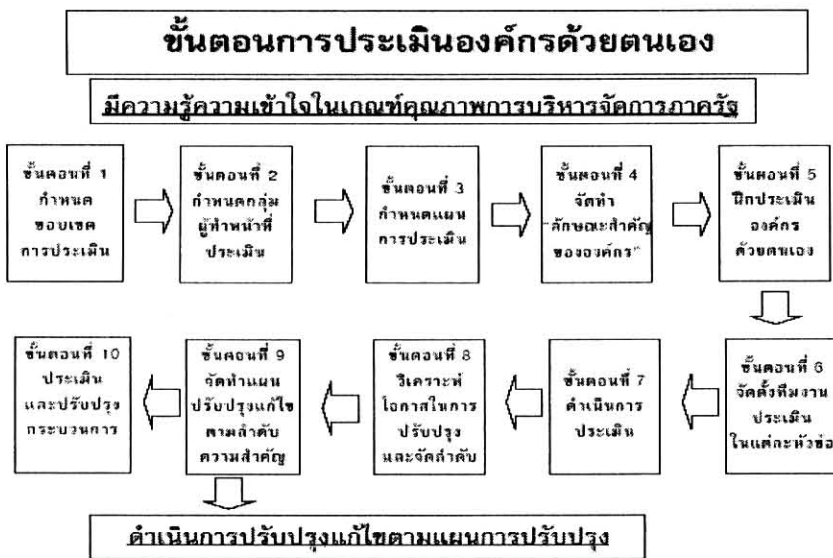 ขั้นตอนการประเมินองค์กรด้วยตนเอง
มีความรู้ความเข้าใจในเกณฑ์คุณภาพการบริหารจัดการภาครัฐ
ขั้นตอนที่ 1
กำหนด
ขอบเขต
การประเมิน
ขั้นตอนที่ 2
กำหนดกลุ่ม
ผู้ทำหน้าที่
ประเมิน
ขั้นตอนที่ 3
กำหนดแผน
การประเมิน
ขั้นตอนที่ 4
จัดทำ
"ลักษณะสำคัญ
ขององค์กร"
ขั้นตอนที่ 5
ฝึกประเมิน
องค์กร
ด้วยตนเอง
ขั้นตอนที่ 6
จัดตั้งทีมงาน
ประเมิน
ในแต่ละหัวข้อ
ขั้นตอนที่ 7
ดำเนินการ
ประเมิน
ขั้นตอนที่ 8
วิเคราะห์
โอกาสในการ
ปรับปรุง
และจัดลำดับ
ขั้นตอนที่ 9
จัดทำแผน
ปรับปรุงแก้ไข
ตามลำดับ
ความสำคัญ
ขั้นตอนที่ 10
ประเมิน
และปรับปรุง
กระบวนการ
ดำเนินการปรับปรุงแก้ไขตามแผนการปรับปรุง